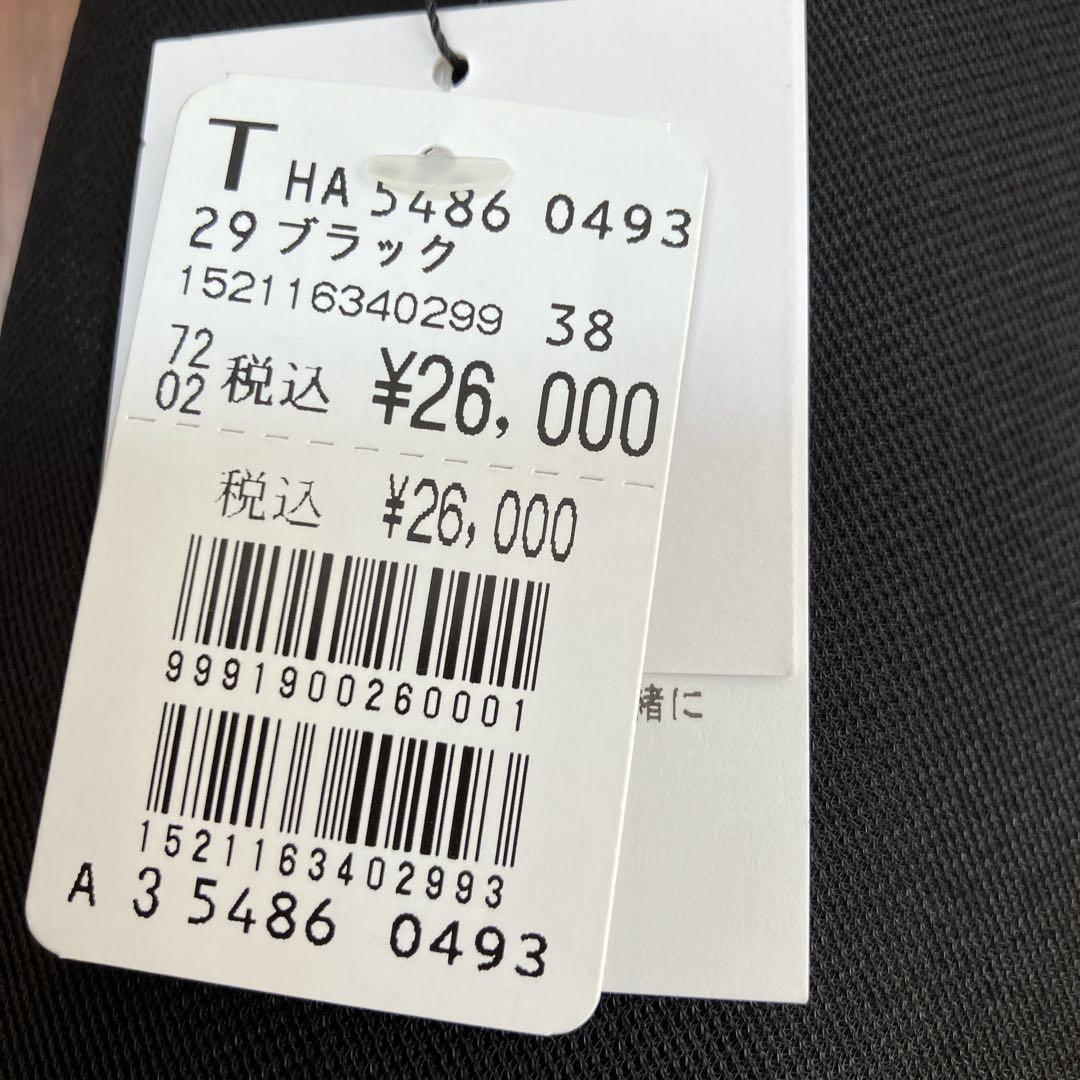 T HA 5486 0493
29 ブラック
152116340299 38
72
02 税込 ¥26,000
税込 ¥26,000
9991900260001
1521163402993
A 3 5486 0493
緒に